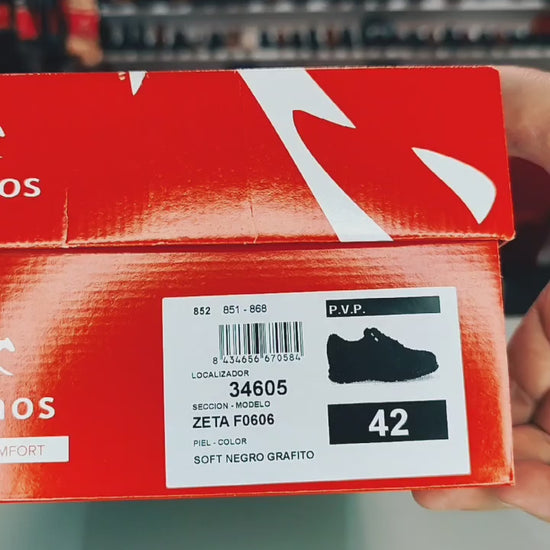 os
nos
MFORT
852 851 - 868
8 434656 670584
LOCALIZADOR
34605
SECCION - MODELO
ZETA F0606
PIEL - COLOR
SOFT NEGRO GRAFITO
P.V.P.
42